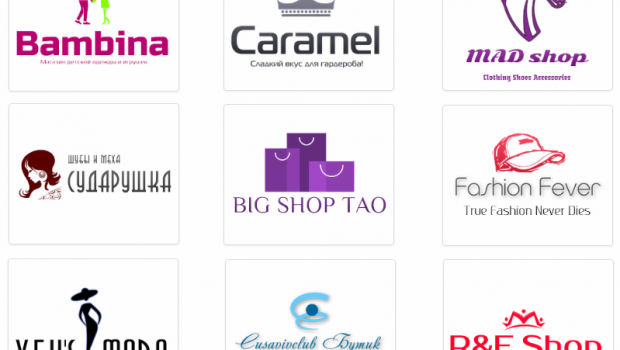 Bambina
Магазин детской одежды и игрушек
Caramel
Сладкий вкус для гардероба!
MAD shop
Clothing Shoes Accessories
ШУБЫ И МЕХА
СУДАРУШКА
BIG SHOP TAO
Fashion Fever
True Fashion Never Dies
Cusavivclub Бутик
R&E Shop